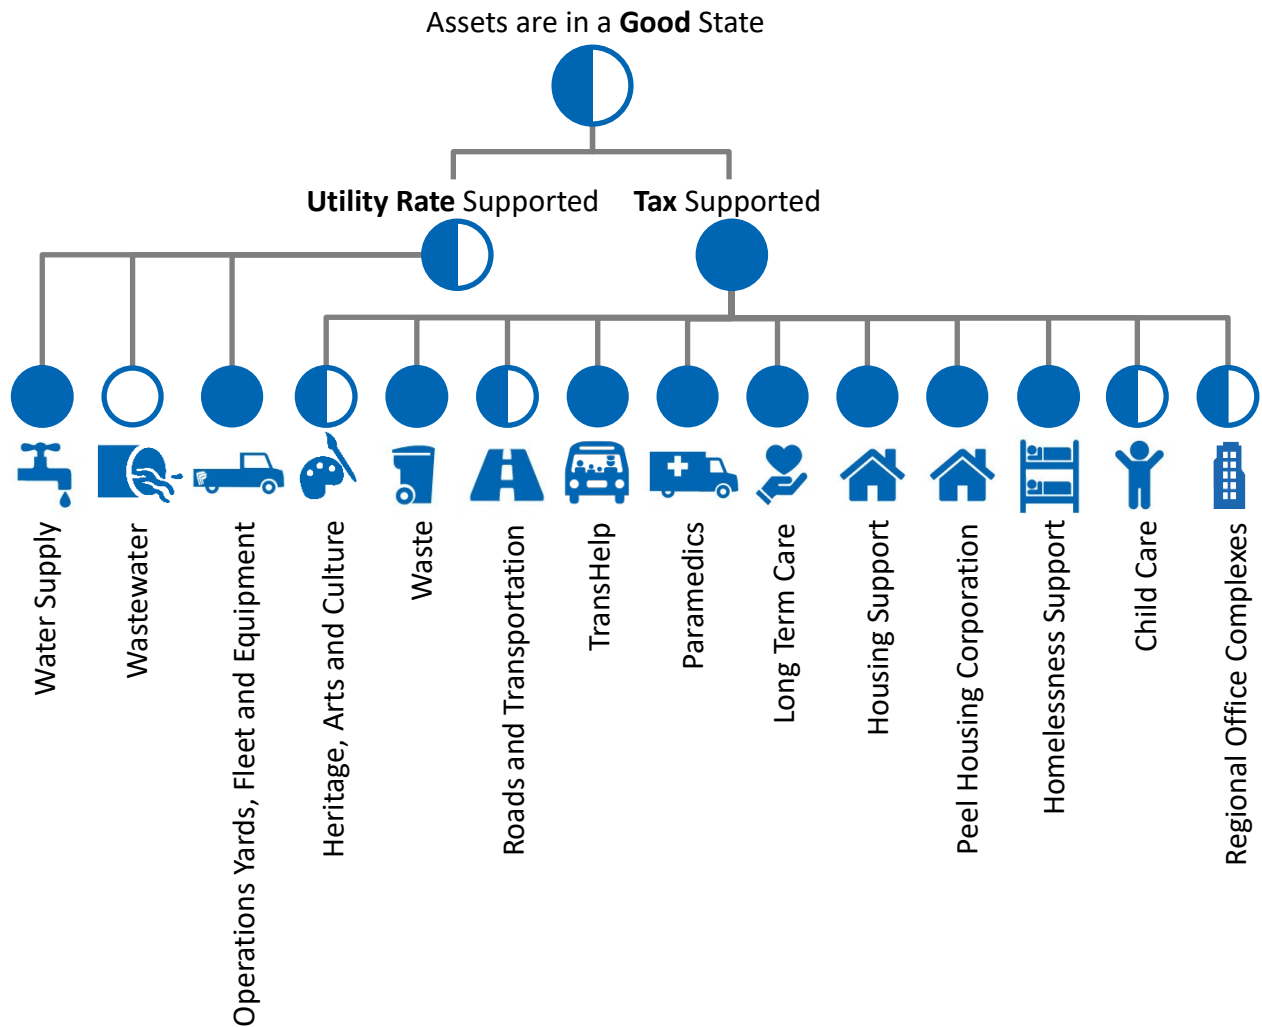 Assets are in a Good State
Utility Rate Supported
Tax Supported
Water Supply
Wastewater
Operations Yards, Fleet and Equipment
Heritage, Arts and Culture
Waste
Roads and Transportation
TransHelp
Paramedics
Long Term Care
Housing Support
Peel Housing Corporation
Homelessness Support
Child Care
Regional Office Complexes